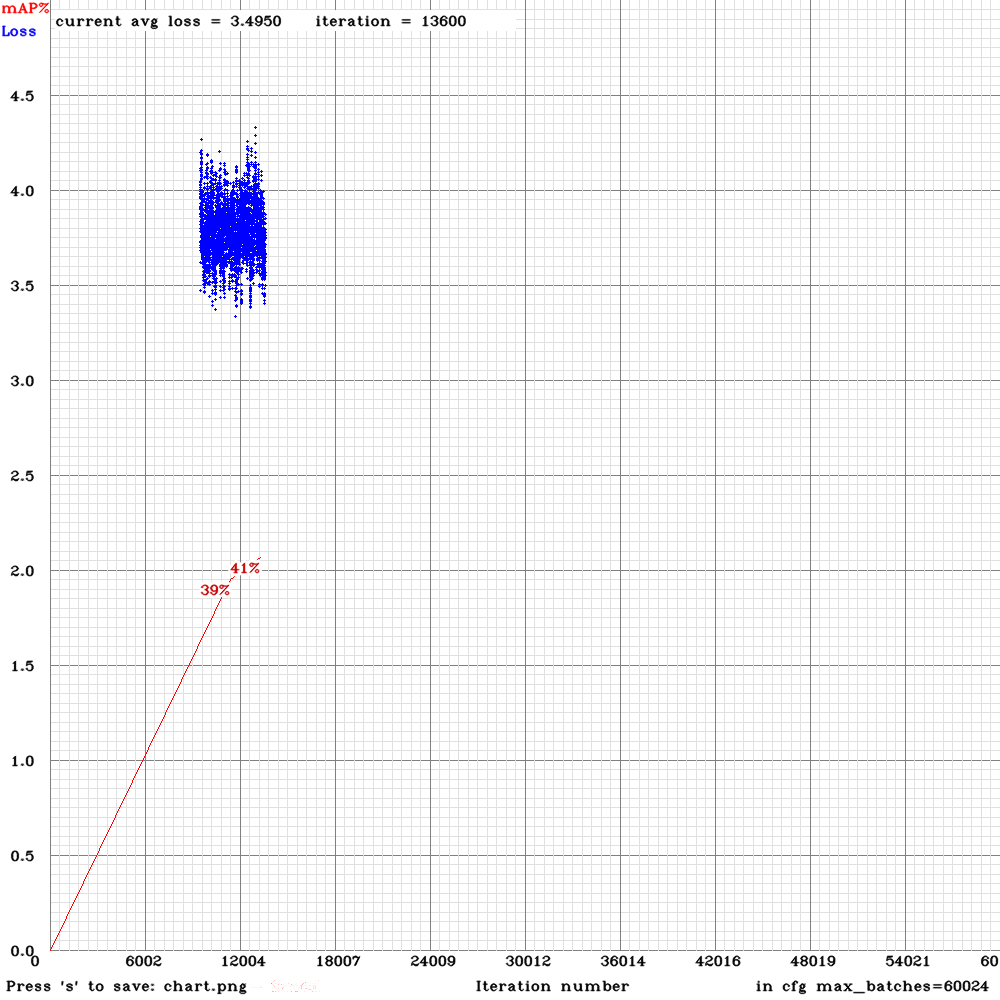 mAP%
Loss
current avg loss = 3.4950 iteration = 13600
4.5
4.0
3.5
3.0
2.5
2.0
1.5
1.0
0.5
0.0
41%
39%
0 6002 12004 18007 24009 30012 36014 42016 48019 54021 60
Press 's' to save: chart.png Iteration number in cfg max_batches=60024